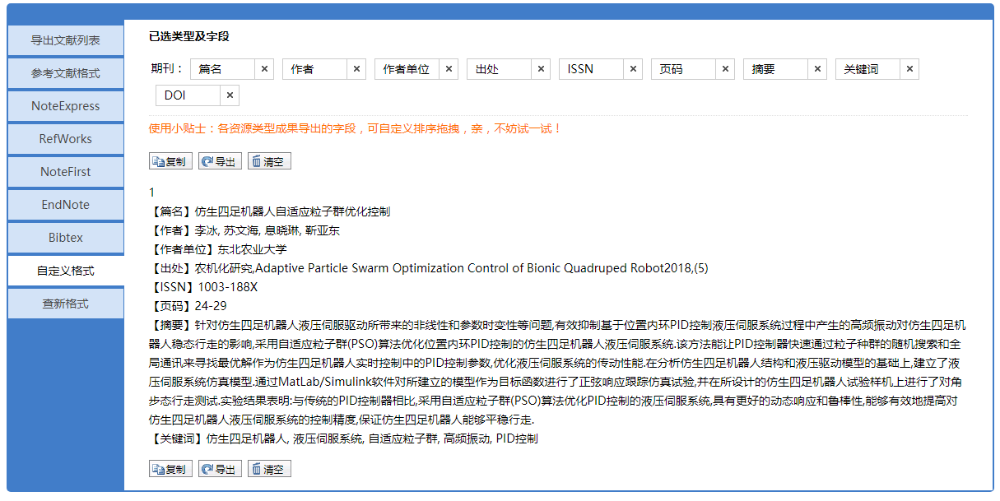 导出文献列表
参考文献格式
NoteExpress
RefWorks
NoteFirst
EndNote
Bibtex
自定义格式
查新格式
已选类型及字段
期刊： 篇名 × 作者 × 作者单位 × 出处 × ISSN × 页码 × 摘要 × 关键词 ×
DOI ×
使用小贴士：各资源类型成果导出的字段，可自定义排序拖拽，亲，不妨试一试！
复制 导出 清空
1
【篇名】仿生四足机器人自适应粒子群优化控制
【作者】李冰, 苏文海, 息晓琳, 靳亚东
【作者单位】东北农业大学
【出处】农机化研究,Adaptive Particle Swarm Optimization Control of Bionic Quadruped Robot2018,(5)
【ISSN】1003-188X
【页码】24-29
【摘要】针对仿生四足机器人液压伺服驱动所带来的非线性和参数时变性等问题,有效抑制基于位置内环PID控制液压伺服系统过程中产生的高频振动对仿生四足机
器人稳态行走的影响,采用自适应粒子群(PSO)算法优化位置内环PID控制的仿生四足机器人液压伺服系统.该方法能让PID控制器快速通过粒子种群的随机搜索和全
局通讯来寻找最优解作为仿生四足机器人实时控制中的PID控制参数,优化液压伺服系统的传动性能.在分析仿生四足机器人结构和液压驱动模型的基础上,建立了液
压伺服系统仿真模型.通过MatLab/Simulink软件对所建立的模型作为目标函数进行了正弦响应跟踪仿真试验,并在所设计的仿生四足机器人试验样机上进行了对角
步态行走测试.实验结果表明:与传统的PID控制器相比,采用自适应粒子群(PSO)算法优化PID控制的液压伺服系统,具有更好的动态响应和鲁棒性,能够有效地提高对
仿生四足机器人液压伺服系统的控制精度,保证仿生四足机器人能够平稳行走.
【关键词】仿生四足机器人, 液压伺服系统, 自适应粒子群, 高频振动, PID控制
复制 导出 清空